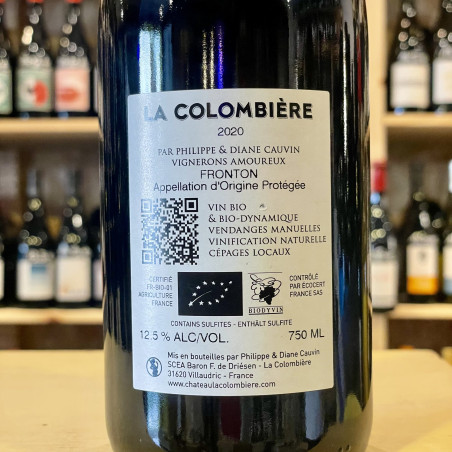 LA COLOMBIÈRE
2020
PAR PHILIPPE & DIANE CAUVIN
VIGNERONS AMOUREUX
FRONTON
Appellation d'Origine Protégée
VIN BIO
& BIO-DYNAMIQUE
VENDANGES MANUELLES
VINIFICATION NATURELLE
CÉPAGES LOCAUX
CERTIFIÉ
FR-BIO-01
AGRICULTURE
FRANCE
BIODYVIN
CONTRÔLÉ
PAR ÉCOCERT
FRANCE SAS
CONTAINS SULFITES - ENTHÄLT SULFITE
12.5 % ALC/VOL.
750 ML
Mis en bouteilles par Philippe & Diane Cauvin
SCEA Baron F. de Driésen - La Colombière
31620 Villaudric - France
www.chateaulacolombiere.com